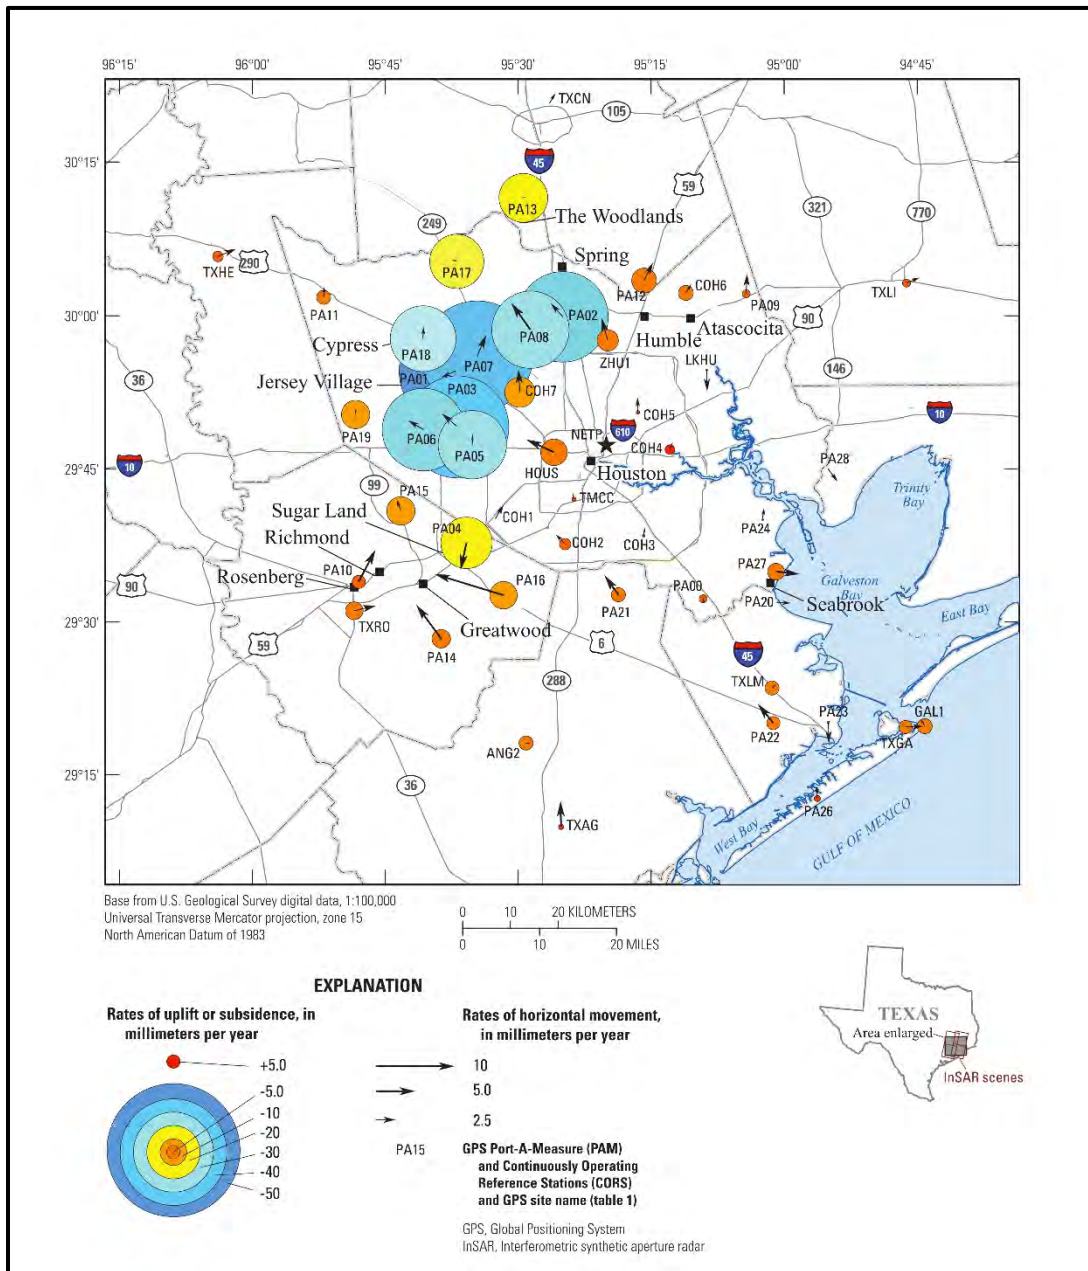 96°15' 96°00' 95°45' 95°30' 95°15' 95°00' 94°45'
TXCN
105
30°15'
45
59
PA13
The Woodlands
321
770
249
Spring
TXHE
290
PA17
PA12
COH6
PA09
TXLI
PA11
30°00'
PA02
PA08
Atascocita
90
Cypress
PA18
Humble
ZHU1
PA07
LKHU
36
Jersey Village
PA01
PA03
COH7
146
PA19
COH5
10
PA06
NETP
610
PA05
COH4
HOUS
Houston
PA28
10
29°45'
99
PA15
TMCC
Trinity
Bay
Sugar Land
PA04
COH1
PA24
Richmond
COH2
COH3
Rosenberg
PA10
PA27
90
PA16
PA00
Galveston
Bay
PA20
Seabrook
East Bay
TXRO
PA21
29°30'
Greatwood
59
PA14
6
45
288
TXLM
PA23
GAL1
PA22
TXGA
ANG2
29°15'
36
PA26
TXAG
West Bay
GULF OF MEXICO
Base from U.S. Geological Survey digital data, 1:100,000
Universal Transverse Mercator projection, zone 15
North American Datum of 1983
0 10 20 KILOMETERS
0 10 20 MILES
EXPLANATION
Rates of uplift or subsidence, in
millimeters per year
+5.0
-5.0
-10
-20
-30
-40
-50
Rates of horizontal movement,
in millimeters per year
10
5.0
2.5
PA15
GPS Port-A-Measure (PAM)
and Continuously Operating
Reference Stations (CORS)
and GPS site name (table 1)
GPS, Global Positioning System
InSAR, Interferometric synthetic aperture radar
TEXAS
Area enlarged
InSAR scenes